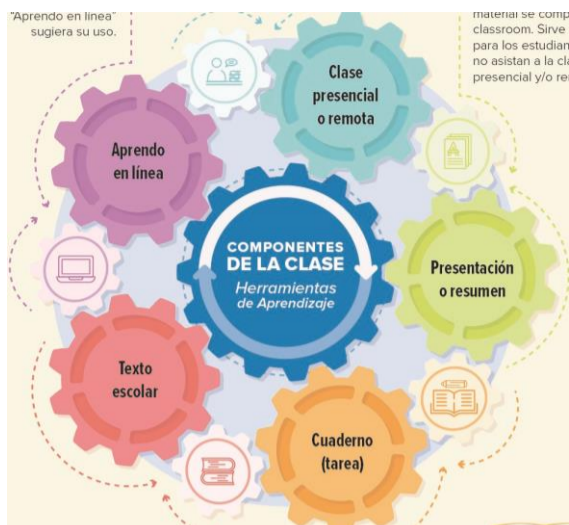 "Aprendo en línea"
sugiera su uso.
material se comp
classroom. Sirve
para los estudian
no asistan a la cla
presencial y/o re
Clase
presencial
o remota
Aprendo
en línea
COMPONENTES
DE LA CLASE
Herramientas
de Aprendizaje
Presentación
o resumen
Texto
escolar
Cuaderno
(tarea)